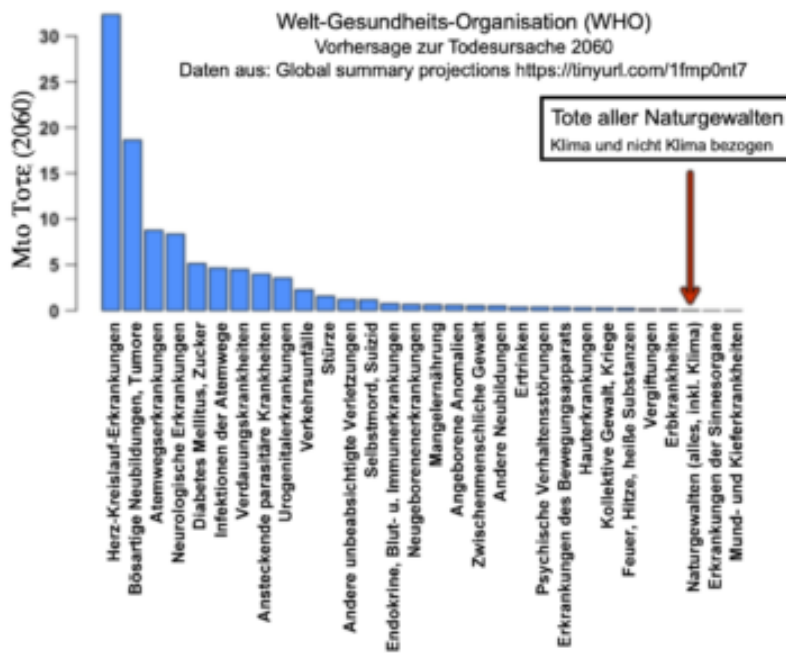 Welt-Gesundheits-Organisation (WHO)
Vorhersage zur Todesursache 2060
Daten aus: Global summary projections https://tinyurl.com/1fmp0nt7
Tote aller Naturgewalten
Klima und nicht Klima bezogen
Μιο Τοτε (2060)
30
25
20
15
10
5
0
Herz-Kreislauf-Erkrankungen
Bösartige Neubildungen, Tumore
Atemwegserkrankungen
Neurologische Erkrankungen
Diabetes Mellitus, Zucker
Infektionen der Atemwege
Verdauungskrankheiten
Ansteckende parasitäre Krankheiten
Urogenitalerkrankungen
Verkehrsunfälle
Stürze
Andere unbeabsichtigte Verletzungen
Selbstmord, Suizid
Endokrine, Blut- u. Immunerkrankungen
Neugeborenenerkrankungen
Mangelernährung
Angeborene Anomalien
Zwischenmenschliche Gewalt
Andere Neubildungen
Ertrinken
Psychische Verhaltensstörungen
Erkrankungen des Bewegungsapparats
Hauterkrankungen
Kollektive Gewalt, Kriege
Feuer, Hitze, heiße Substanzen
Vergiftungen
Erbkrankheiten
Naturgewalten (alles, inkl. Klima)
Erkrankungen der Sinnesorgane
Mund- und Kieferkrankheiten